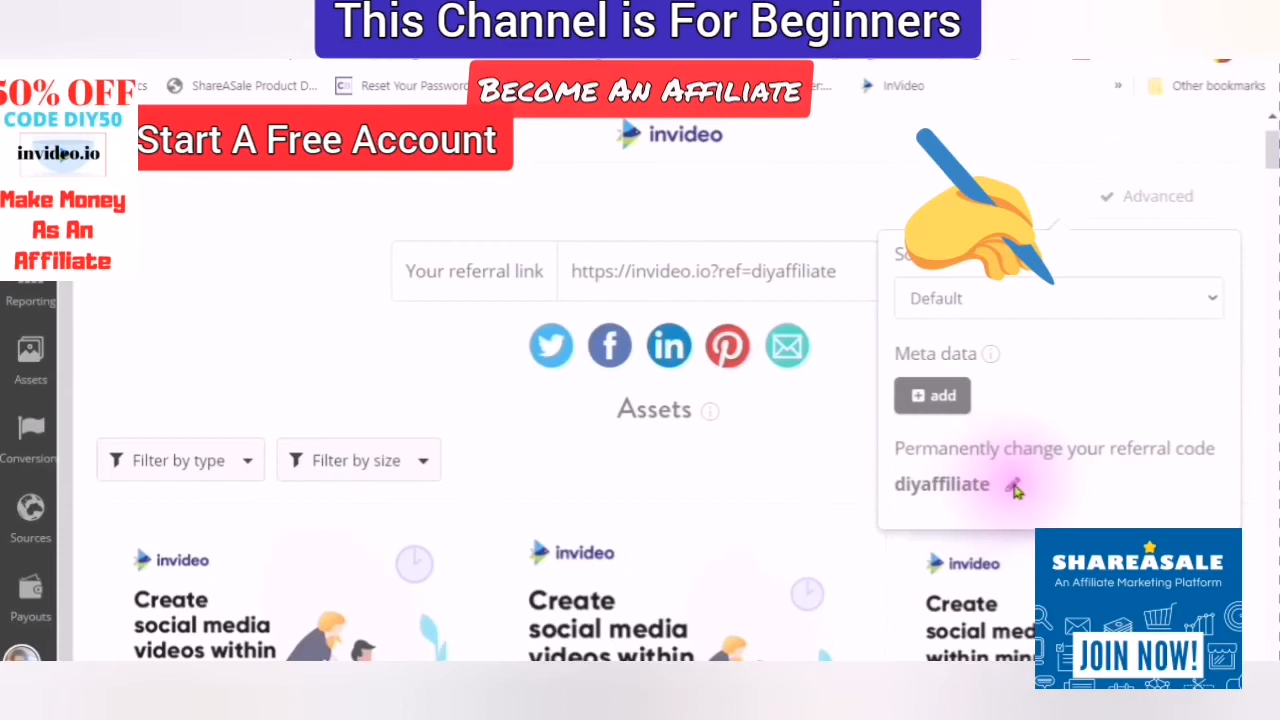 This Channel is For Beginners
ShareASale Product D...
Reset Your Password
InVideo
»
Other bookmarks
Become An Affiliate
50% OFF
CODE DIY50
invideo.io
Make Money
As An
Affiliate
Start A Free Account
invideo
Advanced
Your referral link
https://invideo.io?ref=diyaffiliate
Default
Meta data
add
Permanently change your referral code
diyaffiliate
Assets
Filter by type
Filter by size
Reporting
Assets
Conversion
Sources
Payouts
invideo
Create
social media
videos within
invideo
Create
social media
videos within
invideo
Create
social med
within min
SHAREASALE
An Affiliate Marketing Platform
JOIN NOW!